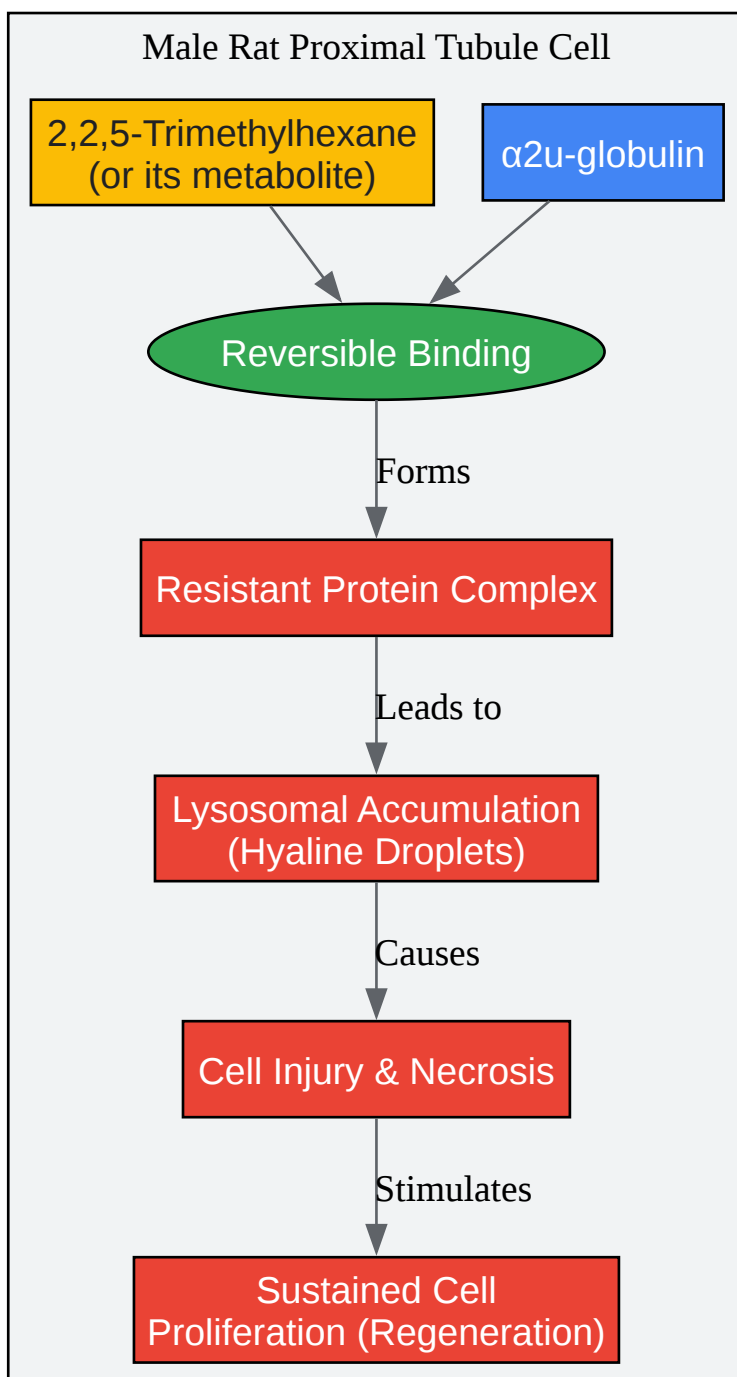 Male Rat Proximal Tubule Cell
2,2,5-Trimethylhexane
(or its metabolite)
α2u-globulin
Reversible Binding
Forms
Resistant Protein Complex
Leads to
Lysosomal Accumulation
(Hyaline Droplets)
Causes
Cell Injury & Necrosis
Stimulates
Sustained Cell
Proliferation (Regeneration)